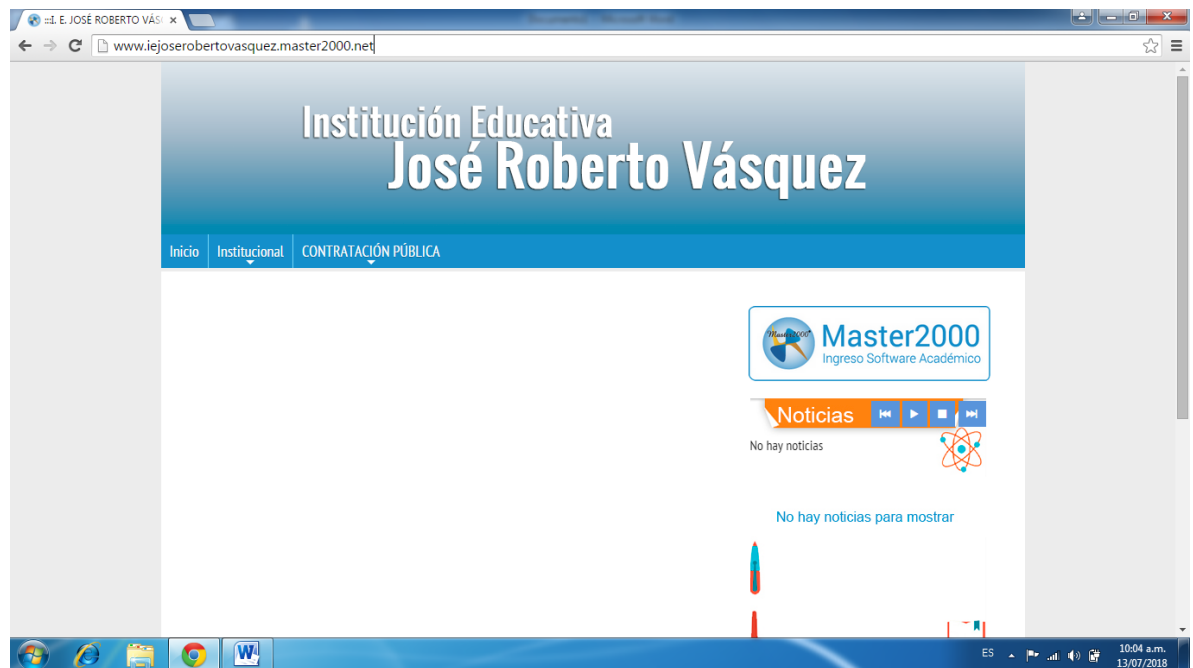 :::I. E. JOSÉ ROBERTO VÁS
www.iejoserobertovasquez.master2000.net
Institución Educativa
José Roberto Vásquez
Inicio Institucional CONTRATACIÓN PÚBLICA
Master2000
Master2000
Ingreso Software Académico
Noticias
No hay noticias
No hay noticias para mostrar
W
ES
10:04 a.m.
13/07/2018